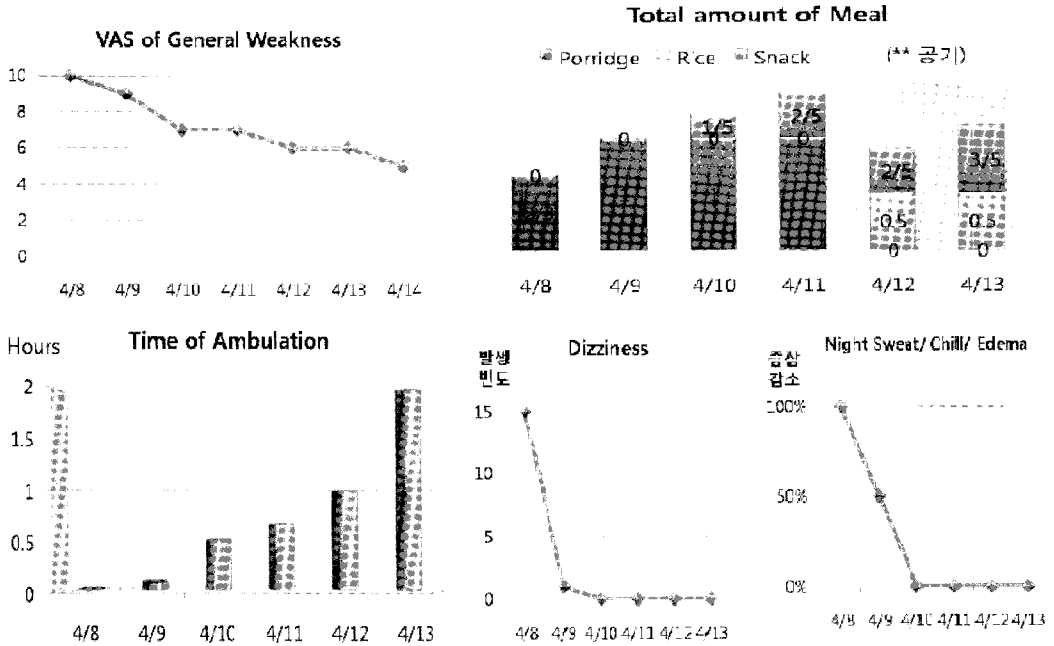 VAS of General Weakness
10
8
6
4
2
0
4/8 4/9 4/10 4/11 4/12 4/13 4/14
Total amount of Meal
Porridge Rice Snack (** 공기)
0 0 1/5 0 2/5 0 2/5 0.5 0 3/5 0.5 0
4/8 4/9 4/10 4/11 4/12 4/13
Hours
Time of Ambulation
2
1.5
1
0.5
0
4/8 4/9 4/10 4/11 4/12 4/13
발생
빈도
Dizziness
15
10
5
0
4/8 4/9 4/10 4/11 4/12 4/13
증상
감소
Night Sweat/ Chill/ Edema
100%
50%
0%
4/8 4/9 4/10 4/11 4/12 4/13